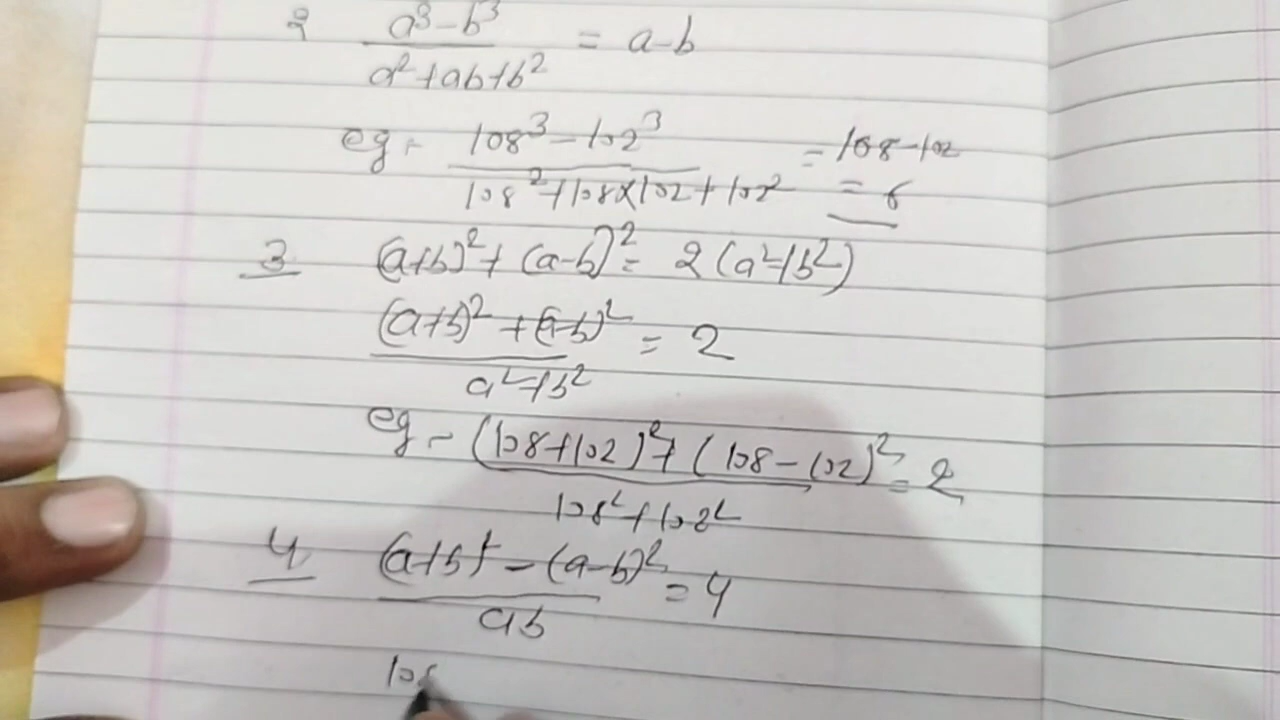 2 a³-b³ / a²+ab+b² = a-b
eg - 108³-102³ / 108²+108×102+102² = 108-102
= 6
3 (a+b)²+(a-b)² = 2(a²+b²)
(a+b)²+(a-b)² / a²+b² = 2
eg - (108+102)²+(108-102)² / 108²+102² = 2
4 (a+b)²-(a-b)² / ab = 4
108